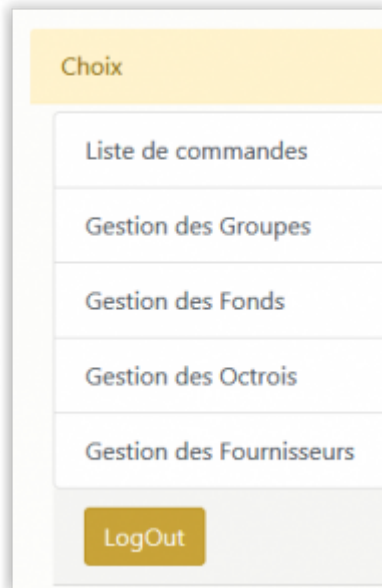 Choix
Liste de commandes
Gestion des Groupes
Gestion des Fonds
Gestion des Octrois
Gestion des Fournisseurs
LogOut